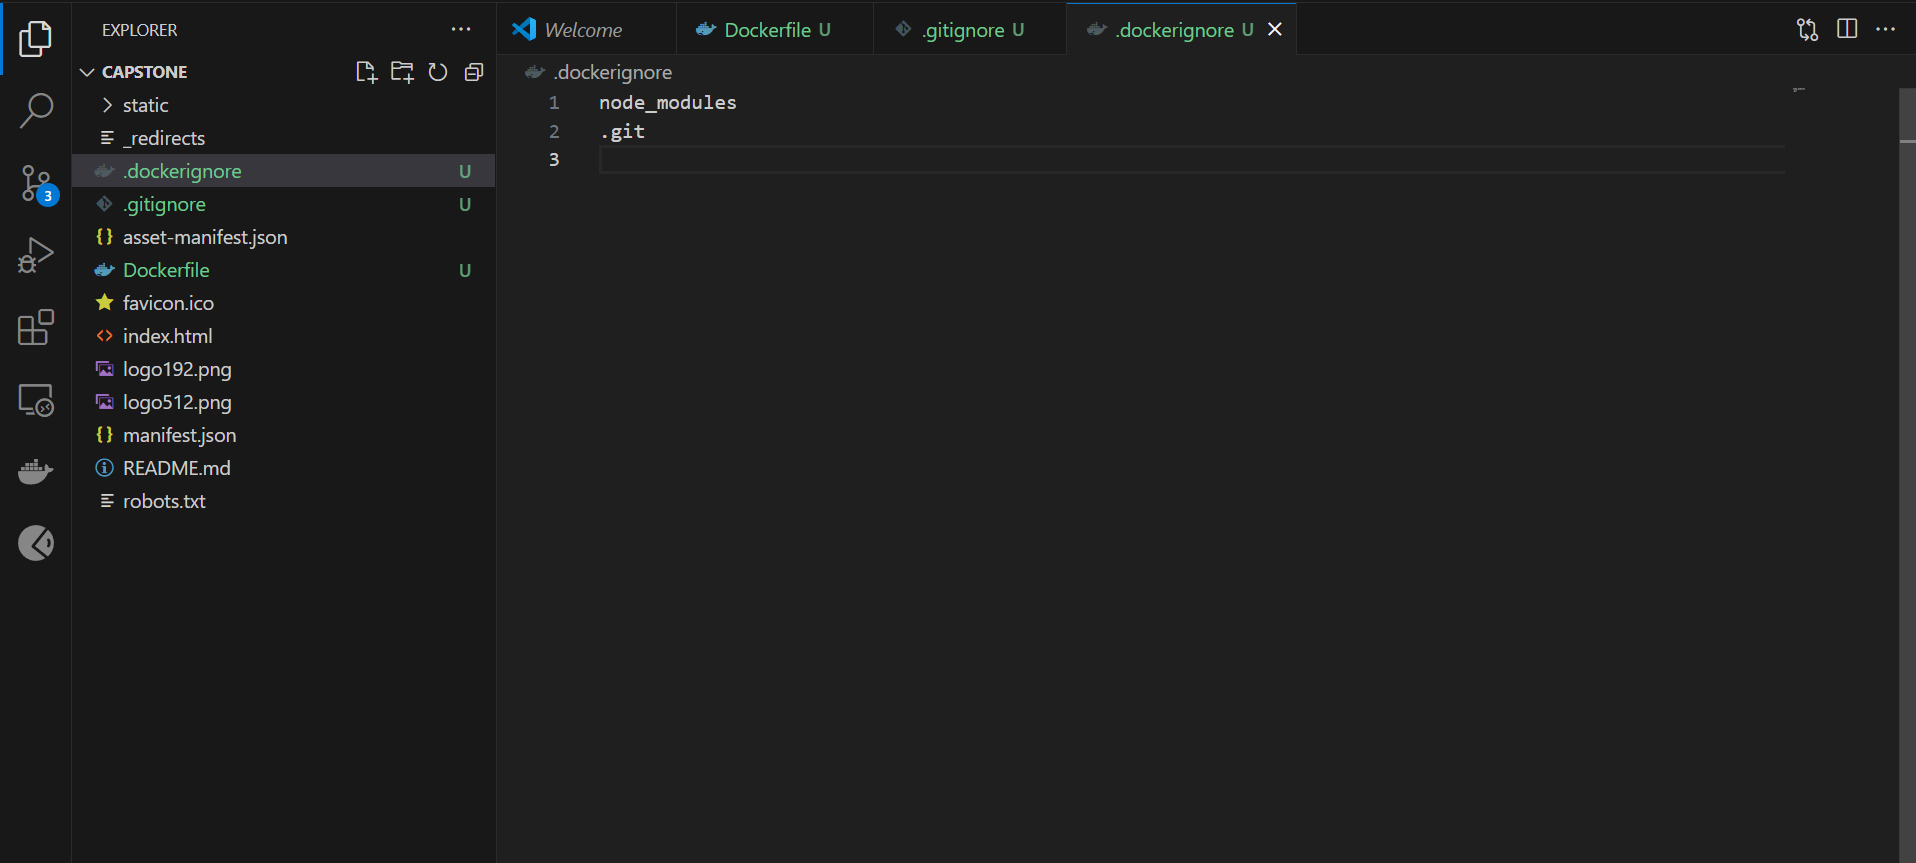 EXPLORER
CAPSTONE
static
_redirects
.dockerignore U
.gitignore U
asset-manifest.json
Dockerfile U
favicon.ico
index.html
logo192.png
logo512.png
manifest.json
README.md
robots.txt
3
Welcome
Dockerfile U
.gitignore U
.dockerignore U
.dockerignore
1 node_modules
2 .git
3